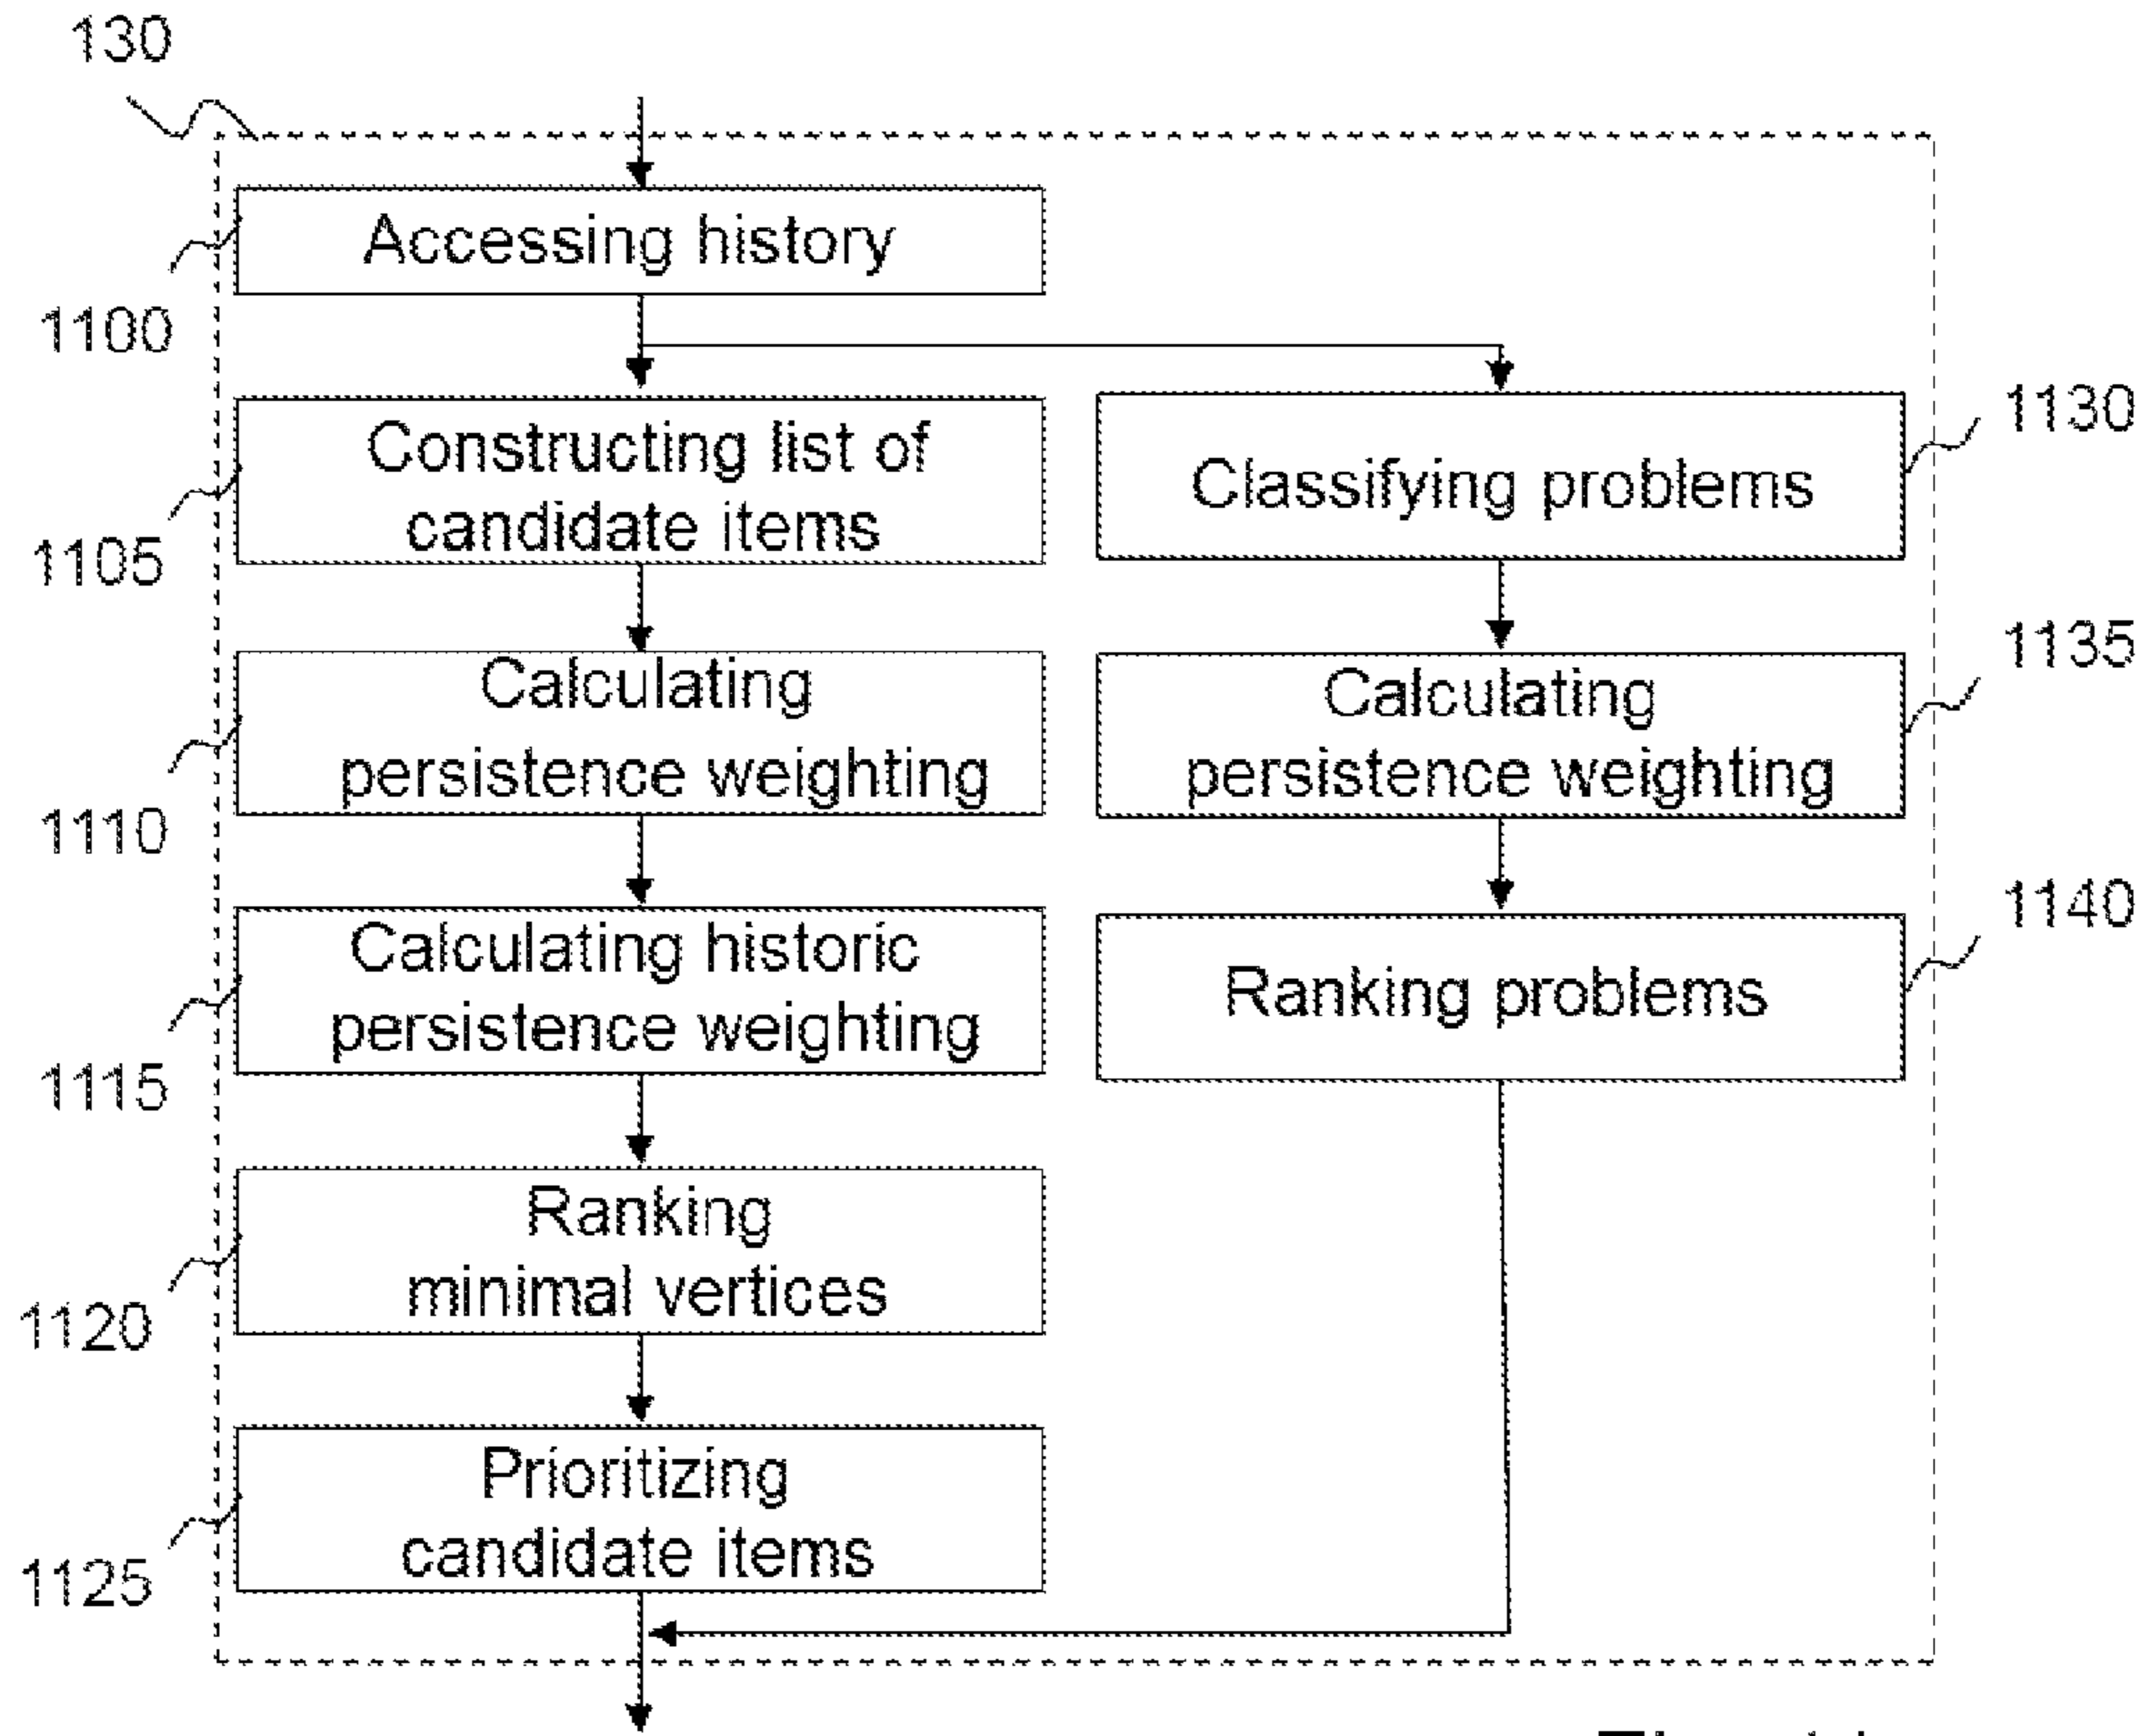 130
Accessing history
1100
Constructing list of
candidate items
1105
Classifying problems
1130
Calculating
persistence weighting
1110
Calculating
persistence weighting
1135
Calculating historic
persistence weighting
1115
Ranking problems
1140
Ranking
minimal vertices
1120
Prioritizing
candidate items
1125